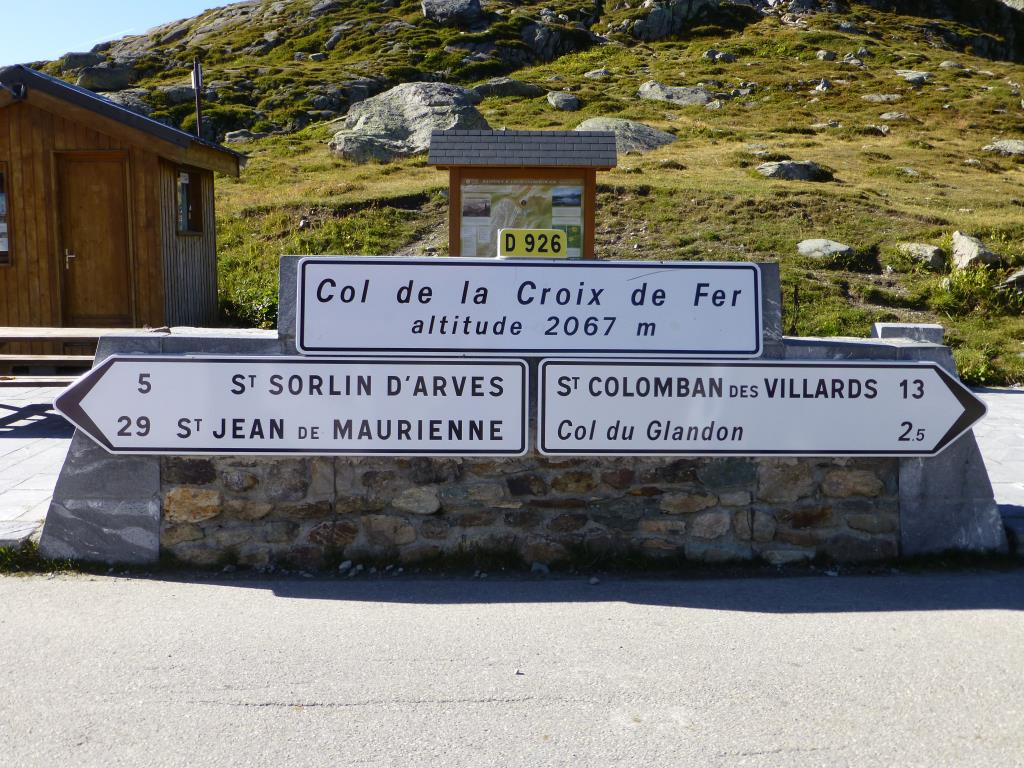 D 926
Col de la Croix de Fer
altitude 2067 m
5 ST SORLIN D'ARVES
29 ST JEAN DE MAURIENNE
ST COLOMBAN DES VILLARDS 13
Col du Glandon 2.5